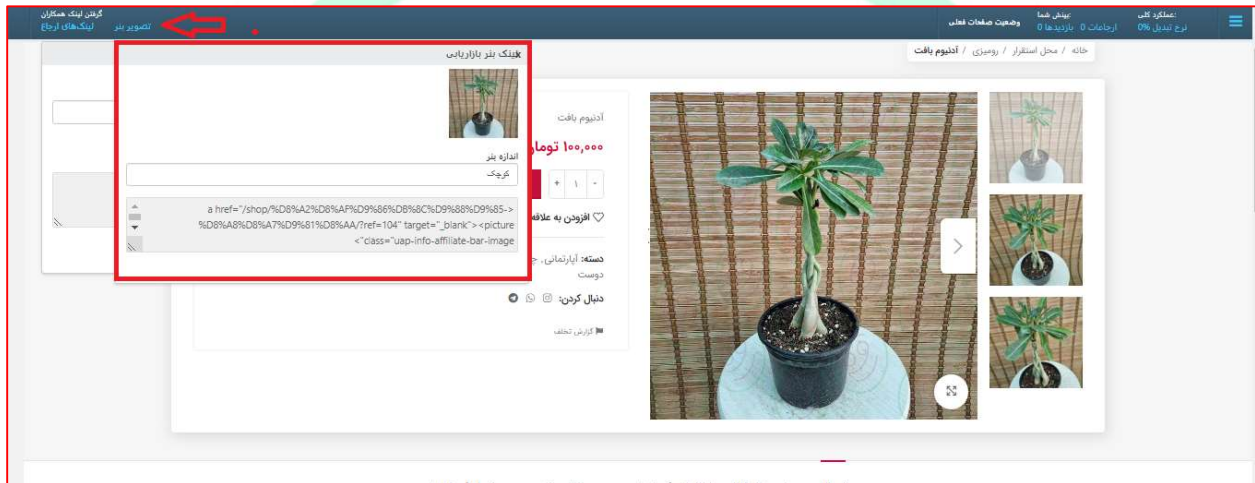 عملکرد کلی:
نرخ تبدیل 0%
بینش شما
ارجاعات 0 بازدیدها 0
وضعیت صفحات فعلی
گرفتن لینک همکاران
تصویر بنر لینک‌های ارجاع
خانه / محل استقرار / رومیزی / آدنیوم بافت
لینک بنر بازاریابی
اندازه بنر
کوچک
a href="/shop/%D8%A2%D8%AF%D9%86%DB%8C%D9%88%D9%85-<
%D8%A8%D8%A7%D9%81%D8%AA/?ref=104" target="_blank"><picture
<"class="uap-info-affiliate-bar-image
آدنیوم بافت
۱۰۰,۰۰۰ تومان
- ۱ +
افزودن به علاقه
دسته: آپارتمانی, چ
دوست
دنبال کردن:
گزارش تخلف